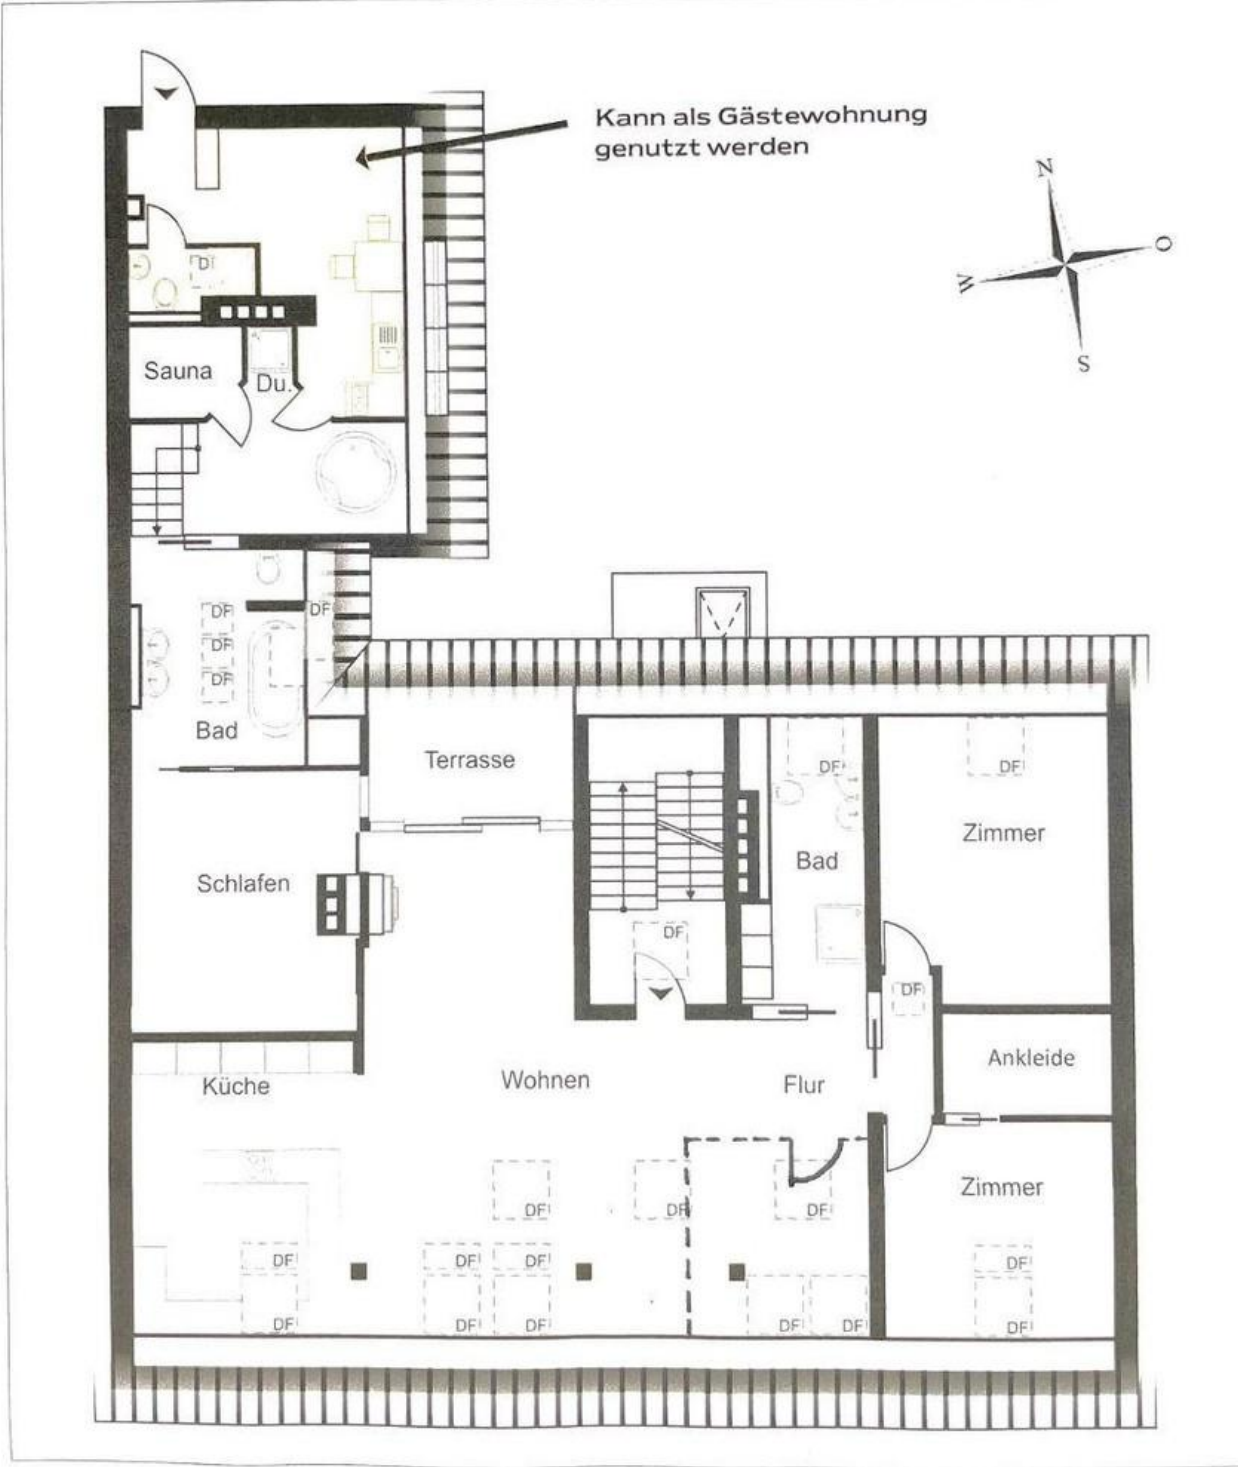 Kann als Gästewohnung
genutzt werden
N
O
W
S
DF
Sauna
Du.
DF
DF
DF
DF
Bad
Terrasse
DF
DF
Zimmer
Bad
Schlafen
DF
DF
Ankleide
Wohnen
Flur
Küche
Zimmer
DF
DF
DF
DF
DF
DF
DF
DF
DF
DF
DF
DF
DF